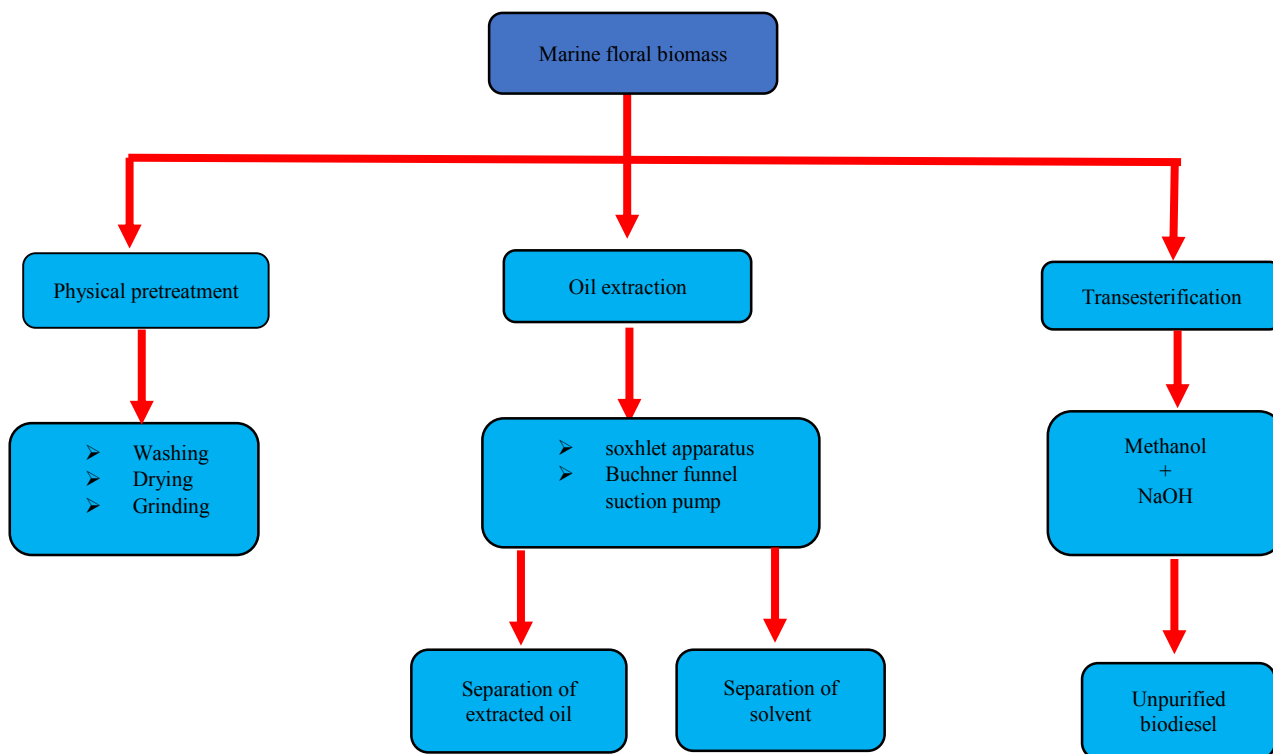 Marine floral biomass
Physical pretreatment
Oil extraction
Transesterification
➢ Washing
➢ Drying
➢ Grinding
➢ soxhlet apparatus
➢ Buchner funnel
suction pump
Methanol
+
NaOH
Separation of
extracted oil
Separation of
solvent
Unpurified
biodiesel